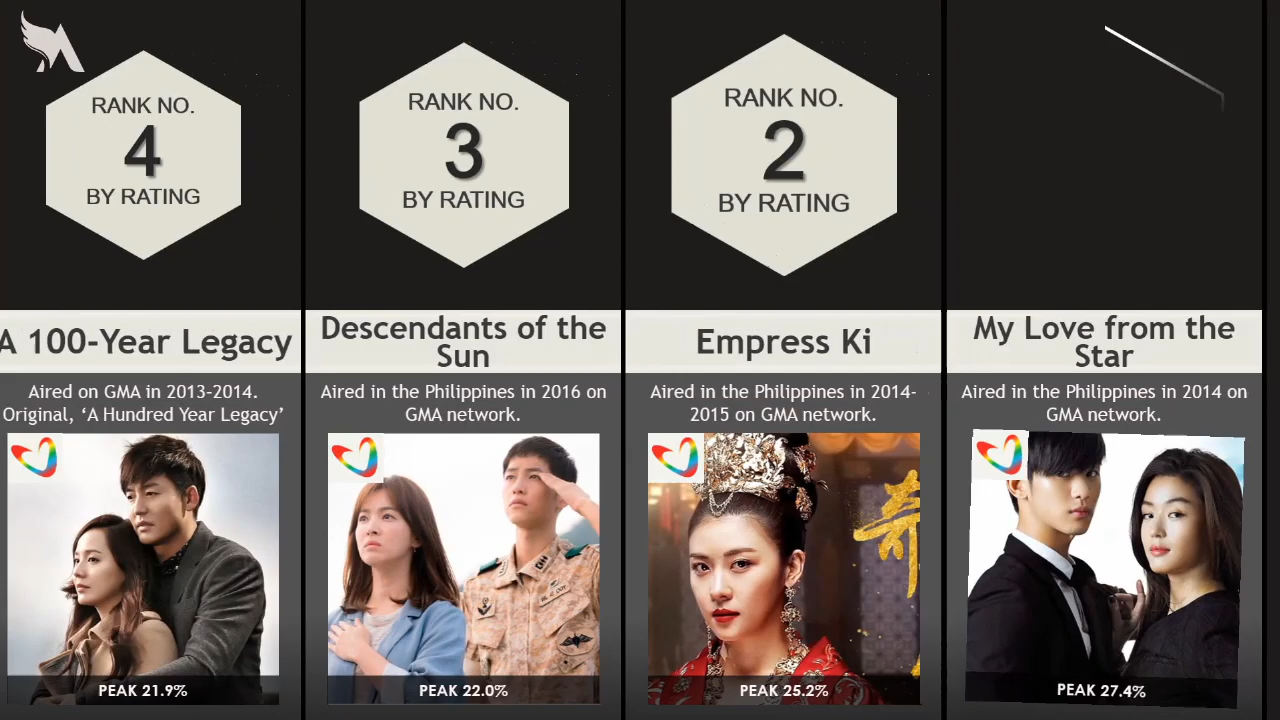 RANK NO.
4
BY RATING
A 100-Year Legacy
Aired on GMA in 2013-2014.
Original, ‘A Hundred Year Legacy’
PEAK 21.9%
RANK NO.
3
BY RATING
Descendants of the
Sun
Aired in the Philippines in 2016 on
GMA network.
PEAK 22.0%
RANK NO.
2
BY RATING
Empress Ki
Aired in the Philippines in 2014-
2015 on GMA network.
奇
PEAK 25.2%
My Love from the
Star
Aired in the Philippines in 2014 on
GMA network.
PEAK 27.4%